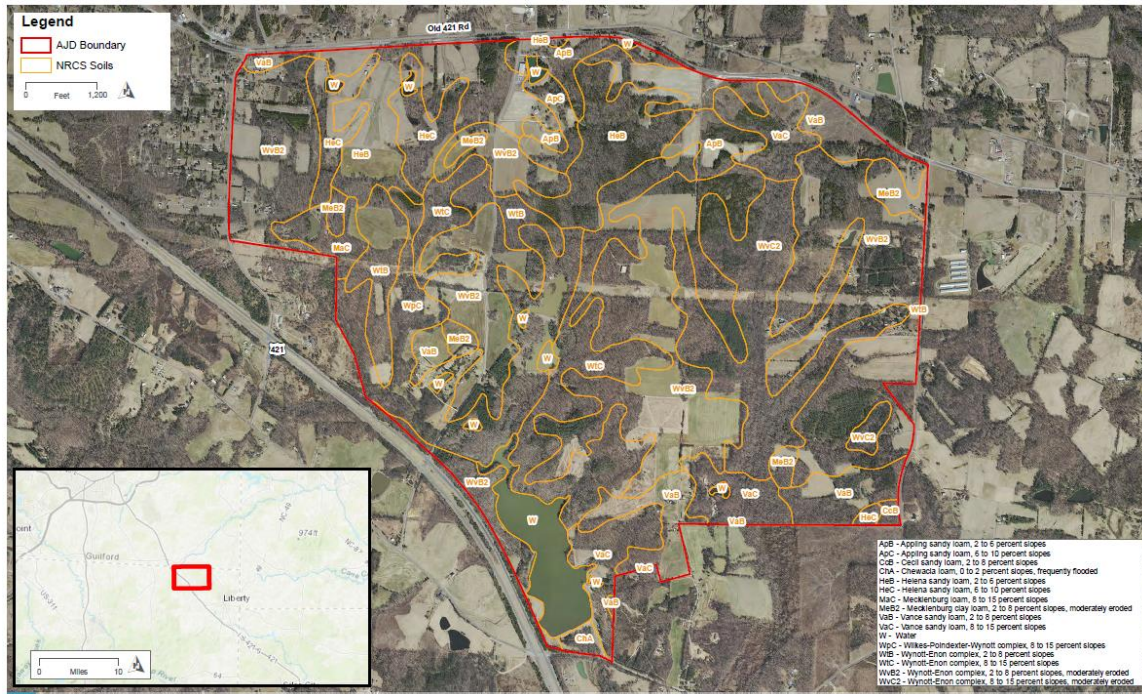 Legend
AJD Boundary
NRCS Soils
0 Feet 1,200
Old 421 Rd
HeB
ApB
W
VaB
W
W
W
ApC
HeC
HeB
VaC
VaB
MeB2
ApB
ApB
WvB2
HeC
HeB
WvB2
MeB2
MeB2
WtC
WtB
WvC2
WvB2
MaC
WtB
WpC
WvB2
WtB
W
421
MeB2
VaB
W
WtC
W
WvB2
W
WvC2
MeB2
WvB2
VaB
W
VaC
VaB
W
VaB
HeC
CcB
VaC
VaC
W
VaB
ChA
974ft
Guilford
Liberty
0 Miles 10
ApB - Appling sandy loam, 2 to 6 percent slopes
ApC - Appling sandy loam, 6 to 10 percent slopes
CcB - Cecil sandy loam, 2 to 8 percent slopes
ChA - Chewacla loam, 0 to 2 percent slopes, frequently flooded
HeB - Helena sandy loam, 2 to 6 percent slopes
HeC - Helena sandy loam, 6 to 10 percent slopes
MaC - Mecklenburg loam, 8 to 15 percent slopes
MeB2 - Mecklenburg clay loam, 2 to 8 percent slopes, moderately eroded
VaB - Vance sandy loam, 2 to 8 percent slopes
VaC - Vance sandy loam, 8 to 15 percent slopes
W - Water
WpC - Wilkes-Poindexter-Wynott complex, 8 to 15 percent slopes
WtB - Wynott-Enon complex, 2 to 8 percent slopes
WtC - Wynott-Enon complex, 8 to 15 percent slopes
WvB2 - Wynott-Enon complex, 2 to 8 percent slopes, moderately eroded
WvC2 - Wynott-Enon complex, 8 to 15 percent slopes, moderately eroded